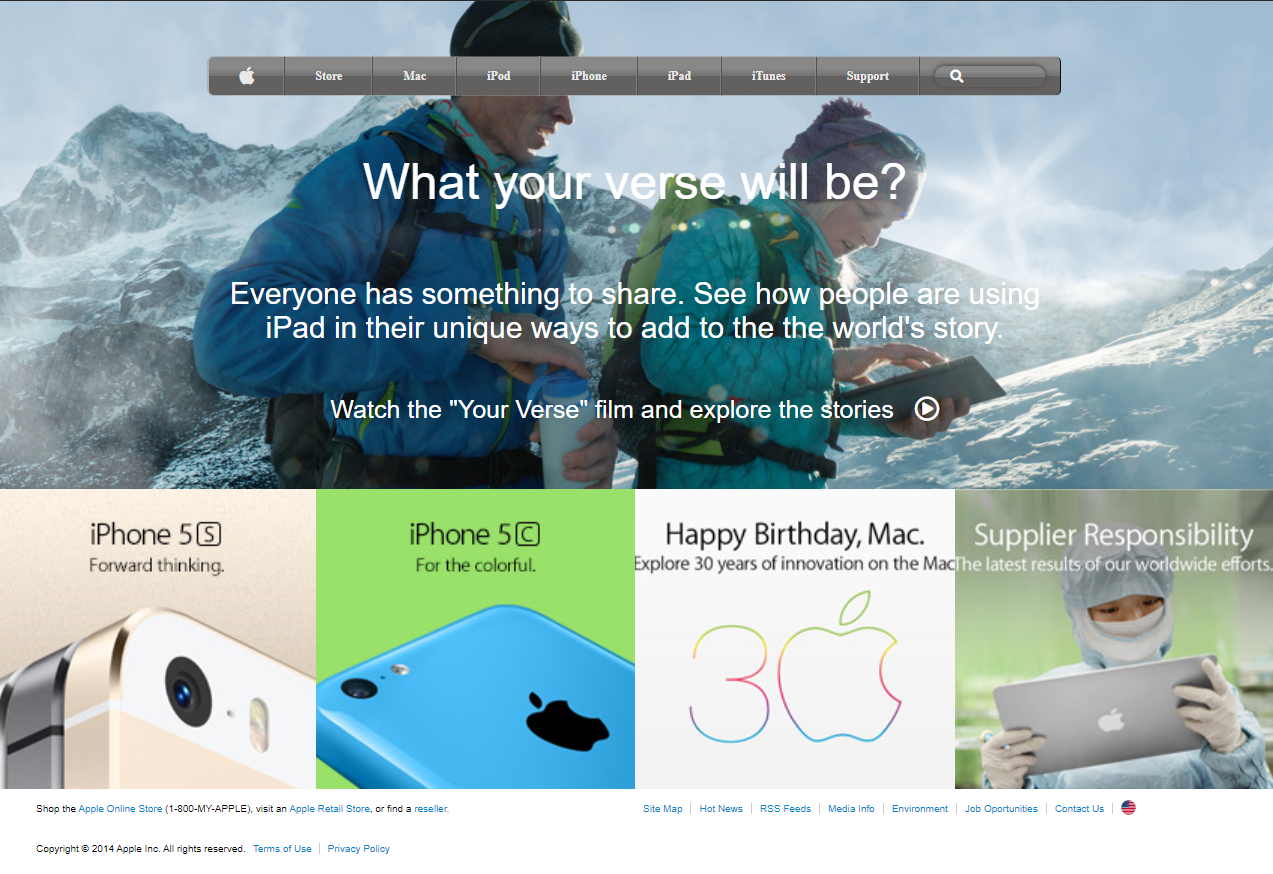 Store Mac iPod iPhone iPad iTunes Support
What your verse will be?
Everyone has something to share. See how people are using
iPad in their unique ways to add to the the world's story.
Watch the "Your Verse" film and explore the stories
iPhone 5S
Forward thinking.
iPhone 5C
For the colorful.
Happy Birthday, Mac.
Explore 30 years of innovation on the Mac
30
Supplier Responsibility
The latest results of our worldwide efforts.
Shop the Apple Online Store (1-800-MY-APPLE), visit an Apple Retail Store, or find a reseller.
Site Map Hot News RSS Feeds Media Info Environment Job Oportunities Contact Us
Copyright © 2014 Apple Inc. All rights reserved. Terms of Use Privacy Policy